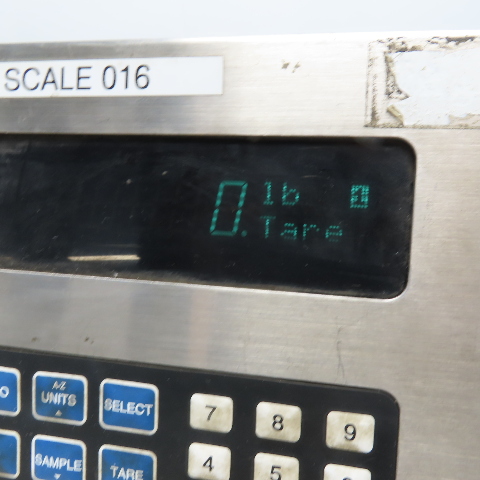 SCALE 016
0. lb
Tare
A-Z
UNITS
SELECT
7 8 9
SAMPLE
TARE
4 5